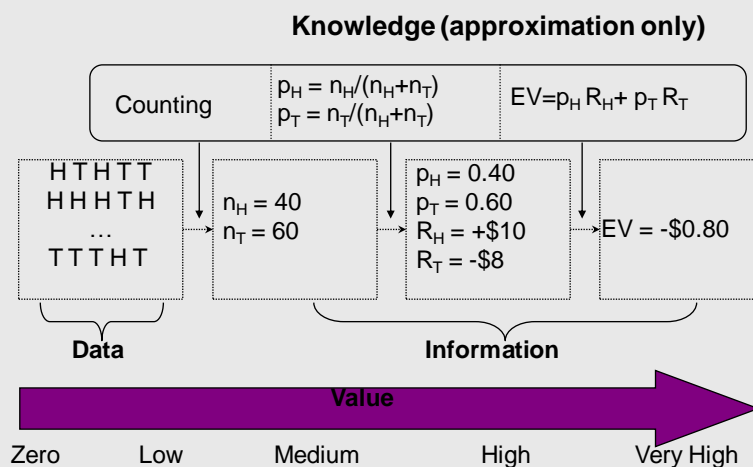 Knowledge (approximation only)
Counting
p_H = n_H/(n_H+n_T)
p_T = n_T/(n_H+n_T)
EV=p_H R_H+ p_T R_T
H T H T T
H H H T H
…
T T T H T
n_H = 40
n_T = 60
p_H = 0.40
p_T = 0.60
R_H = +$10
R_T = -$8
EV = -$0.80
Data
Information
Value
Zero
Low
Medium
High
Very High